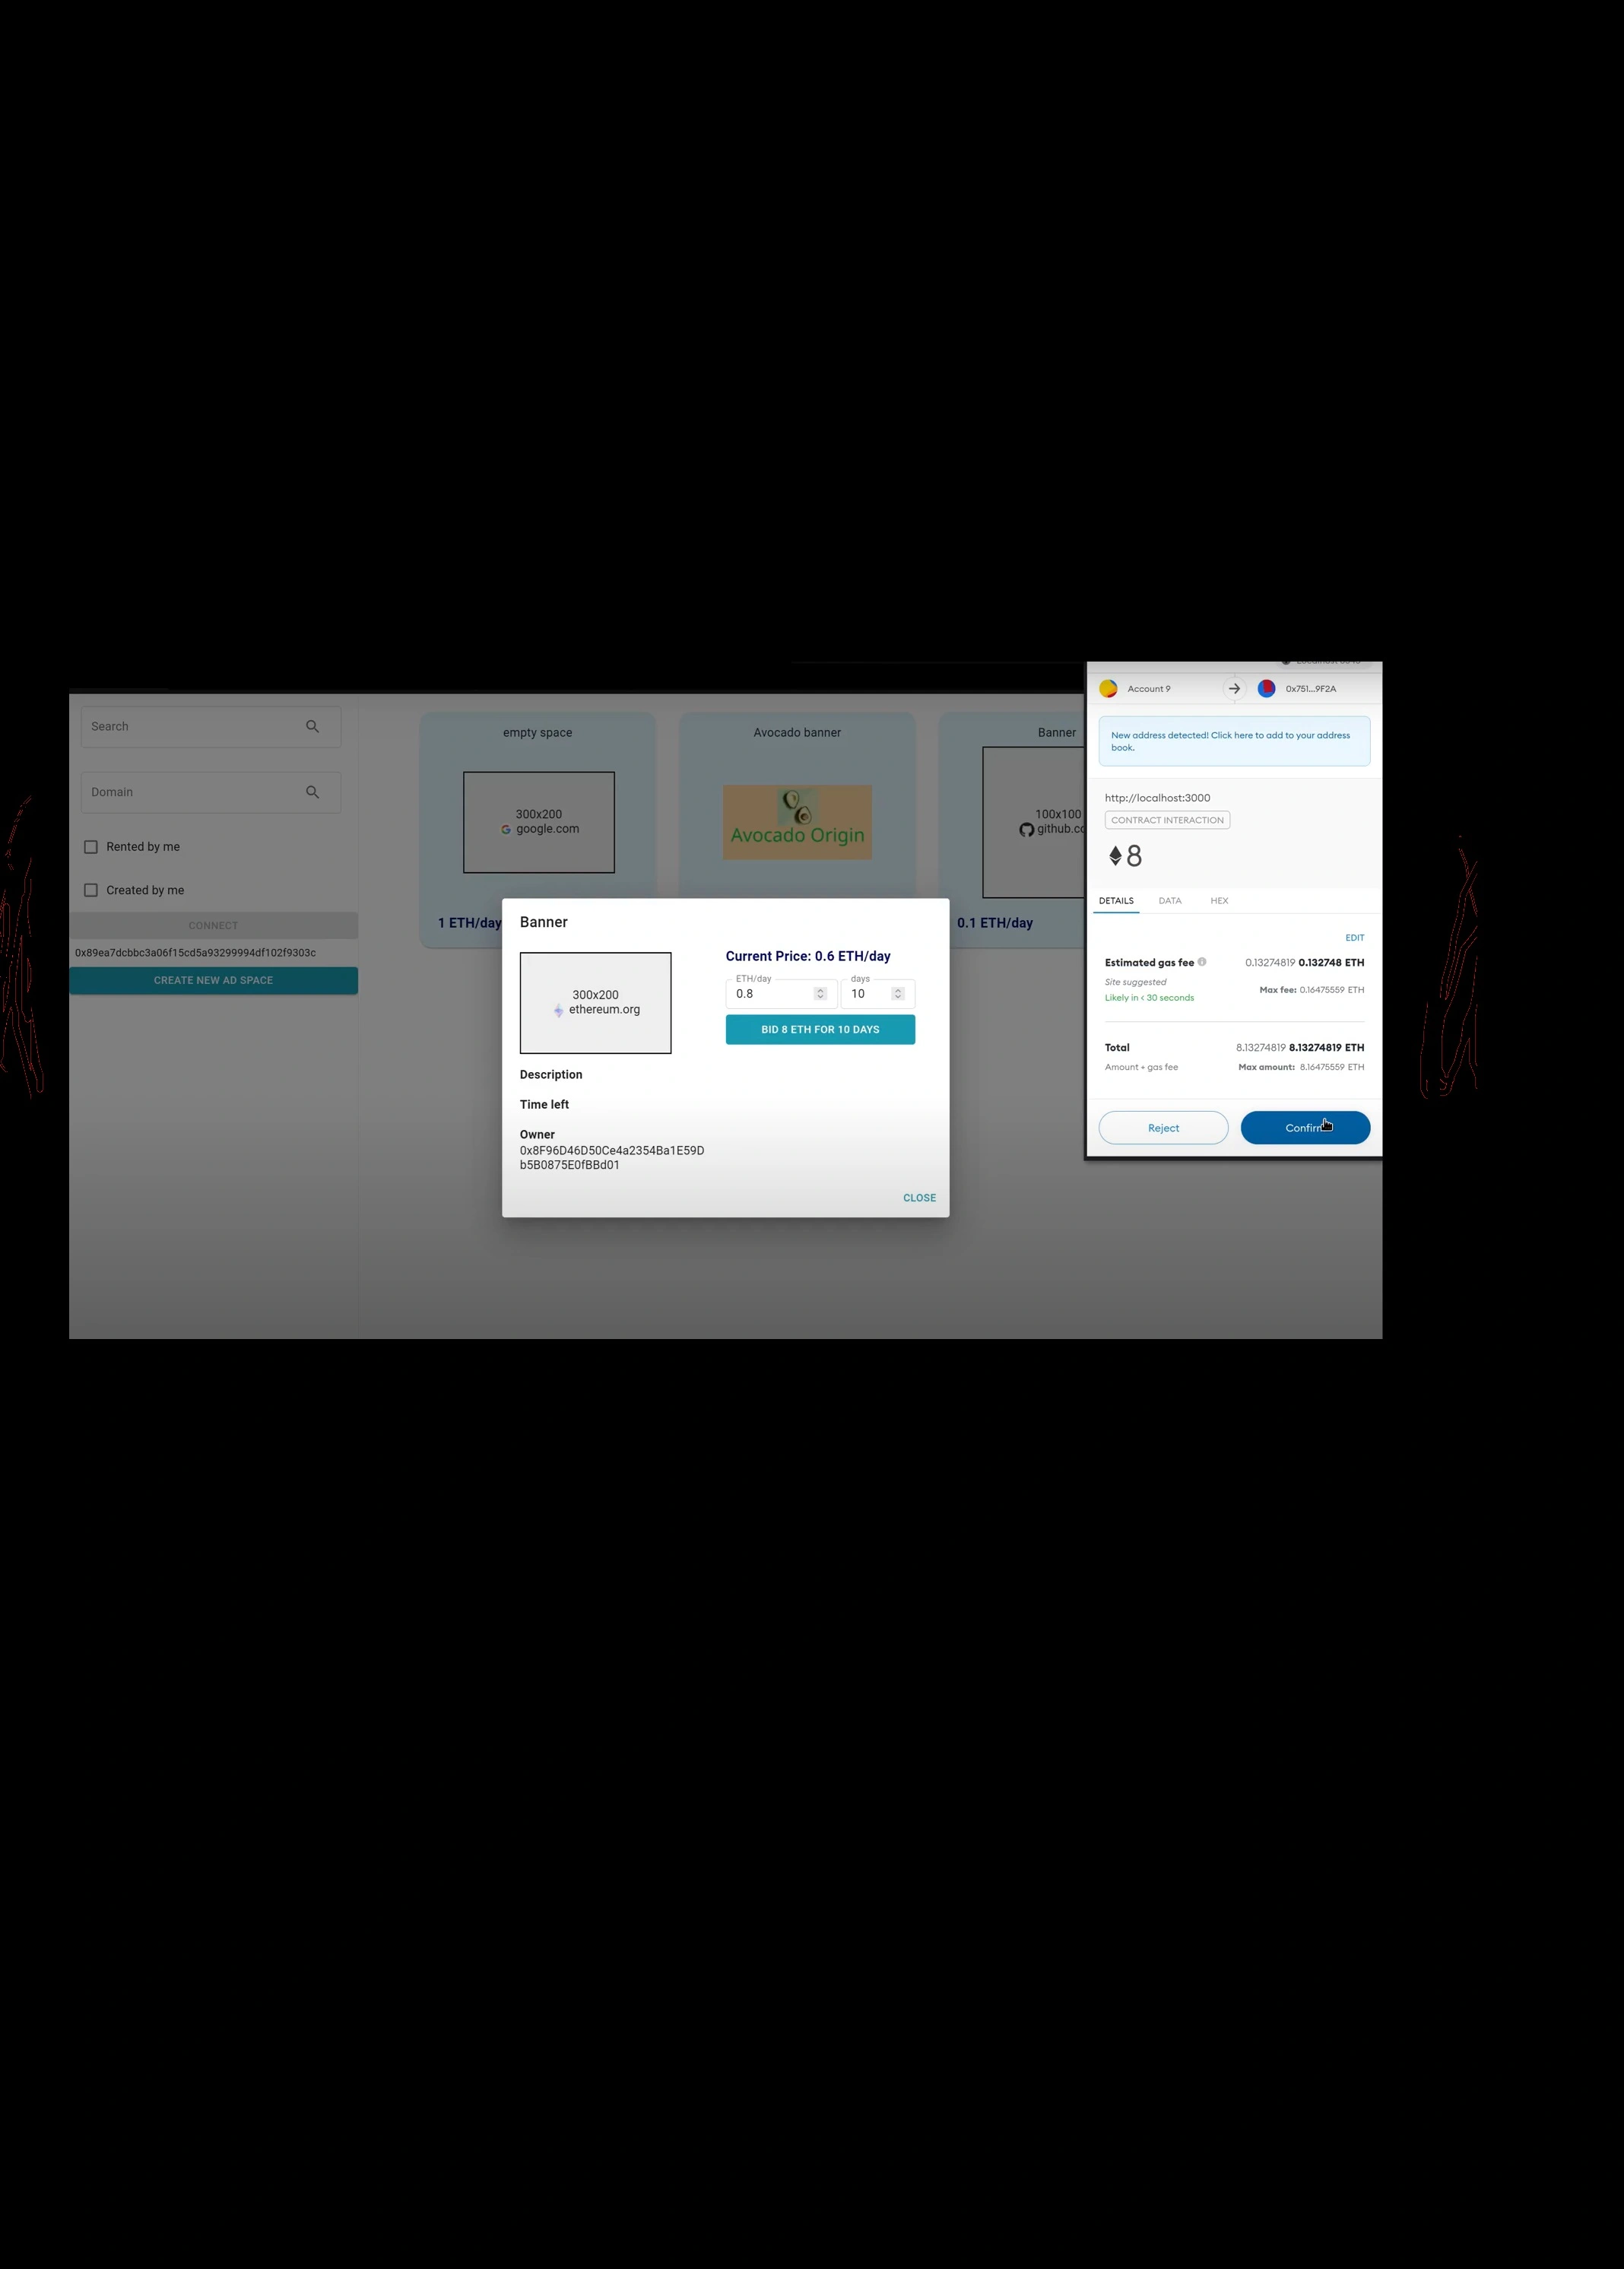 Search
Domain
Rented by me
Created by me
CONNECT
0x89ea7dcbbc3a06f15cd5a93299994df102f9303c
CREATE NEW AD SPACE
empty space
300x200
google.com
1 ETH/day
Avocado banner
Avocado Origin
Banner
100x100
github.co
0.1 ETH/day
Banner
300x200
ethereum.org
Current Price: 0.6 ETH/day
ETH/day
0.8
days
10
BID 8 ETH FOR 10 DAYS
Description
Time left
Owner
0x8F96D46D50Ce4a2354Ba1E59D
b5B0875E0fBBd01
CLOSE
Account 9
0x751...9F2A
New address detected! Click here to add to your address
book.
http://localhost:3000
CONTRACT INTERACTION
8
DETAILS DATA HEX
EDIT
Estimated gas fee 0.13274819 0.132748 ETH
Site suggested
Max fee: 0.16475559 ETH
Likely in < 30 seconds
Total 8.13274819 8.13274819 ETH
Amount + gas fee Max amount: 8.16475559 ETH
Reject
Confirm